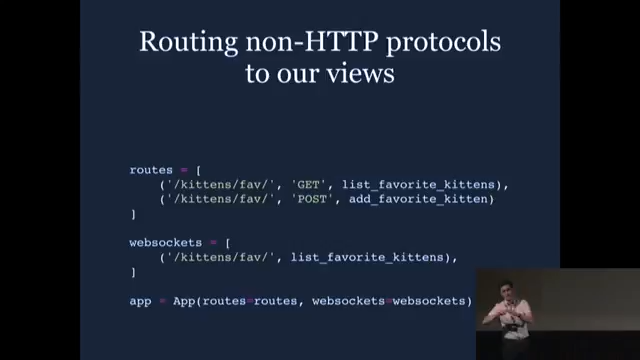 Routing non-HTTP protocols
to our views
routes = [
('/kittens/fav/', 'GET', list_favorite_kittens),
('/kittens/fav/', 'POST', add_favorite_kitten)
]
websockets = [
('/kittens/fav/', list_favorite_kittens),
]
app = App(routes=routes, websockets=websockets)